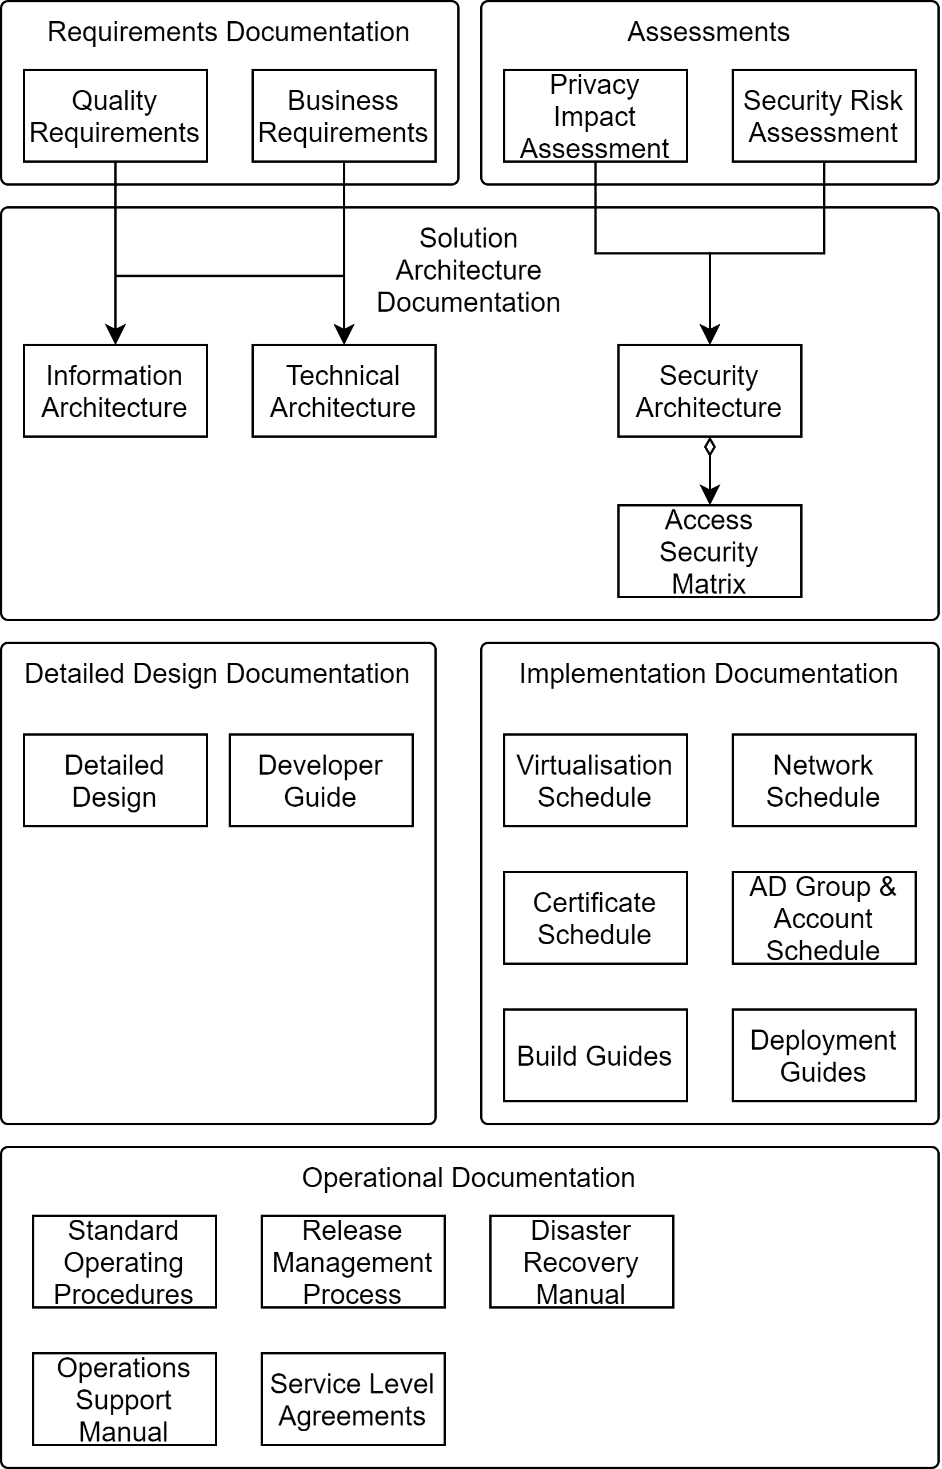 Requirements Documentation
Quality
Requirements
Business
Requirements
Assessments
Privacy
Impact
Assessment
Security Risk
Assessment
Solution
Architecture
Documentation
Information
Architecture
Technical
Architecture
Security
Architecture
Access
Security
Matrix
Detailed Design Documentation
Detailed
Design
Developer
Guide
Implementation Documentation
Virtualisation
Schedule
Network
Schedule
Certificate
Schedule
AD Group &
Account
Schedule
Build Guides
Deployment
Guides
Operational Documentation
Standard
Operating
Procedures
Release
Management
Process
Disaster
Recovery
Manual
Operations
Support
Manual
Service Level
Agreements